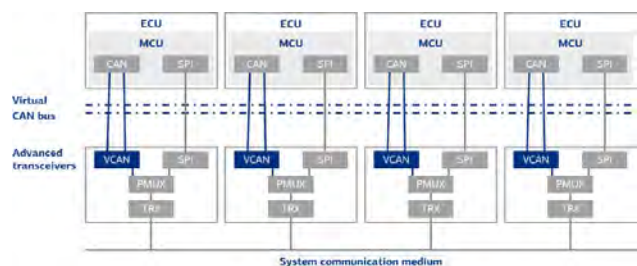 ECU ECU ECU ECU
MCU MCU MCU MCU
CAN SPI CAN SPI CAN SPI CAN SPI
Virtual
CAN bus
Advanced
transceivers
VCAN SPI VCAN SPI VCAN SPI VCAN SPI
PMUX PMUX PMUX PMUX
TRX TRX TRX TRX
System communication medium